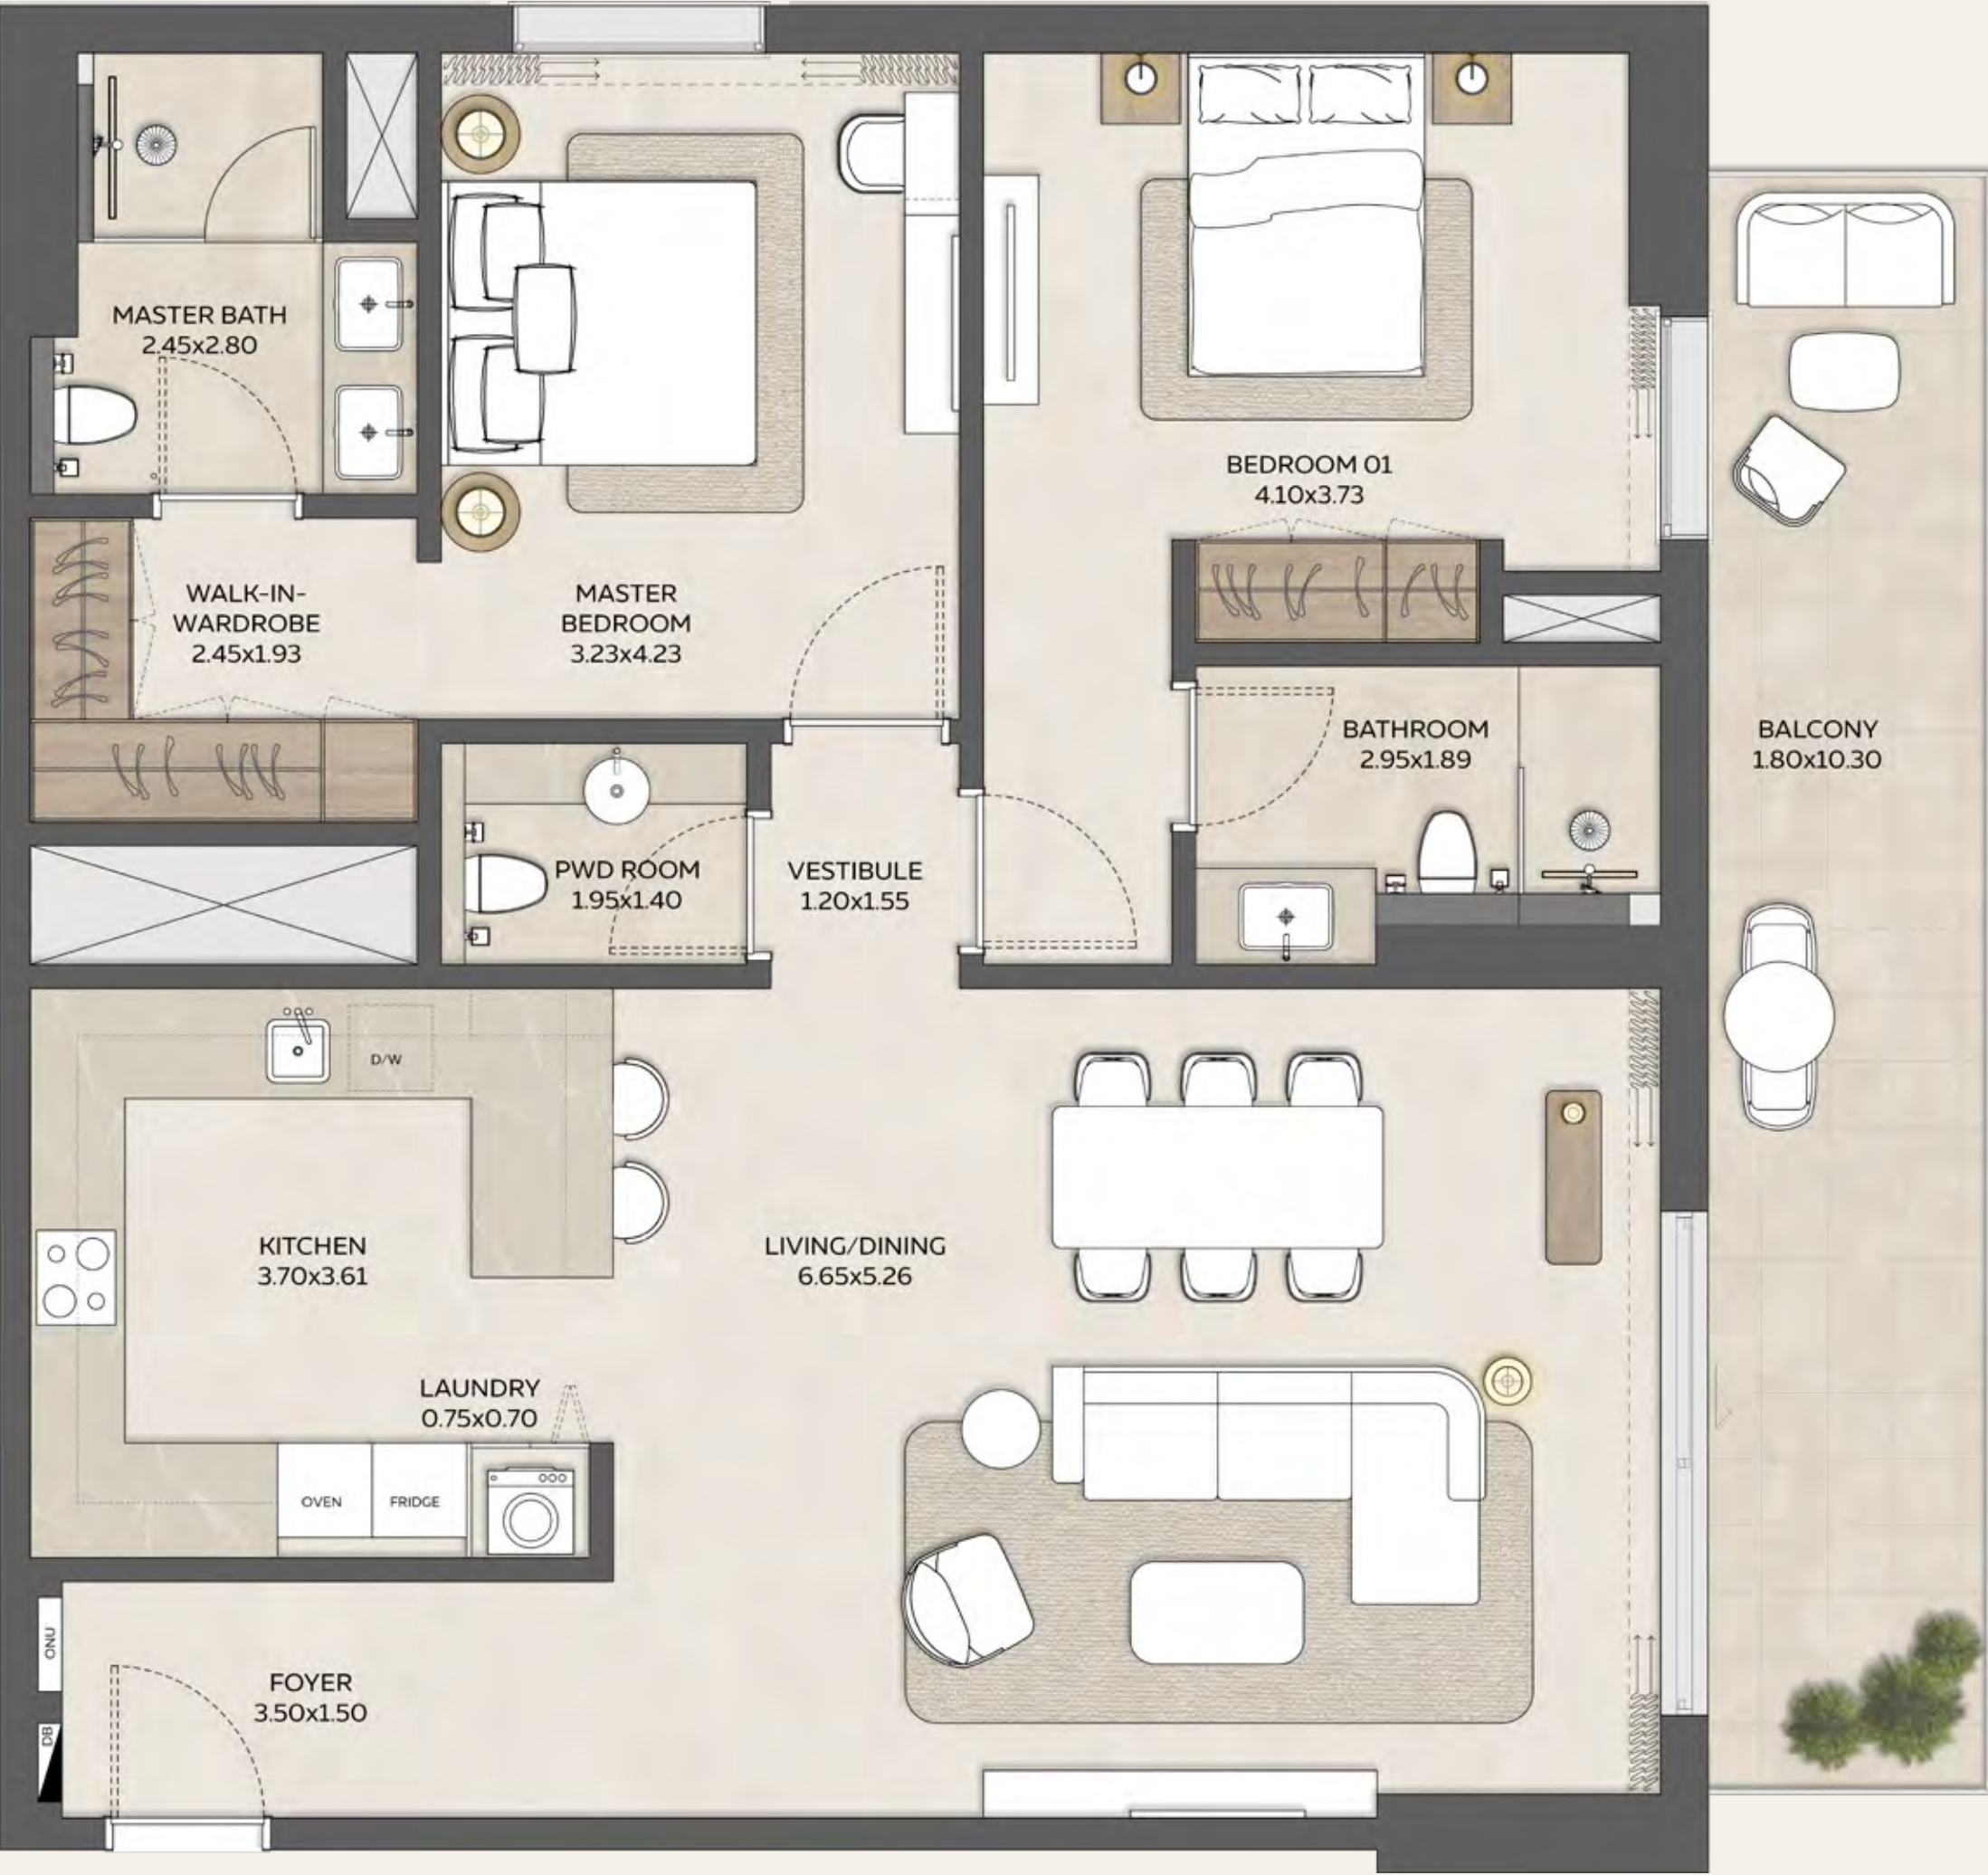 MASTER BATH
2.45x2.80
BEDROOM 01
4.10x3.73
WALK-IN-
WARDROBE
2.45x1.93
MASTER
BEDROOM
3.23x4.23
BATHROOM
2.95x1.89
BALCONY
1.80x10.30
PWD ROOM
1.95x1.40
VESTIBULE
1.20x1.55
D/W
KITCHEN
3.70x3.61
LIVING/DINING
6.65x5.26
LAUNDRY
0.75x0.70
OVEN
FRIDGE
ONU
FOYER
3.50x1.50
DB